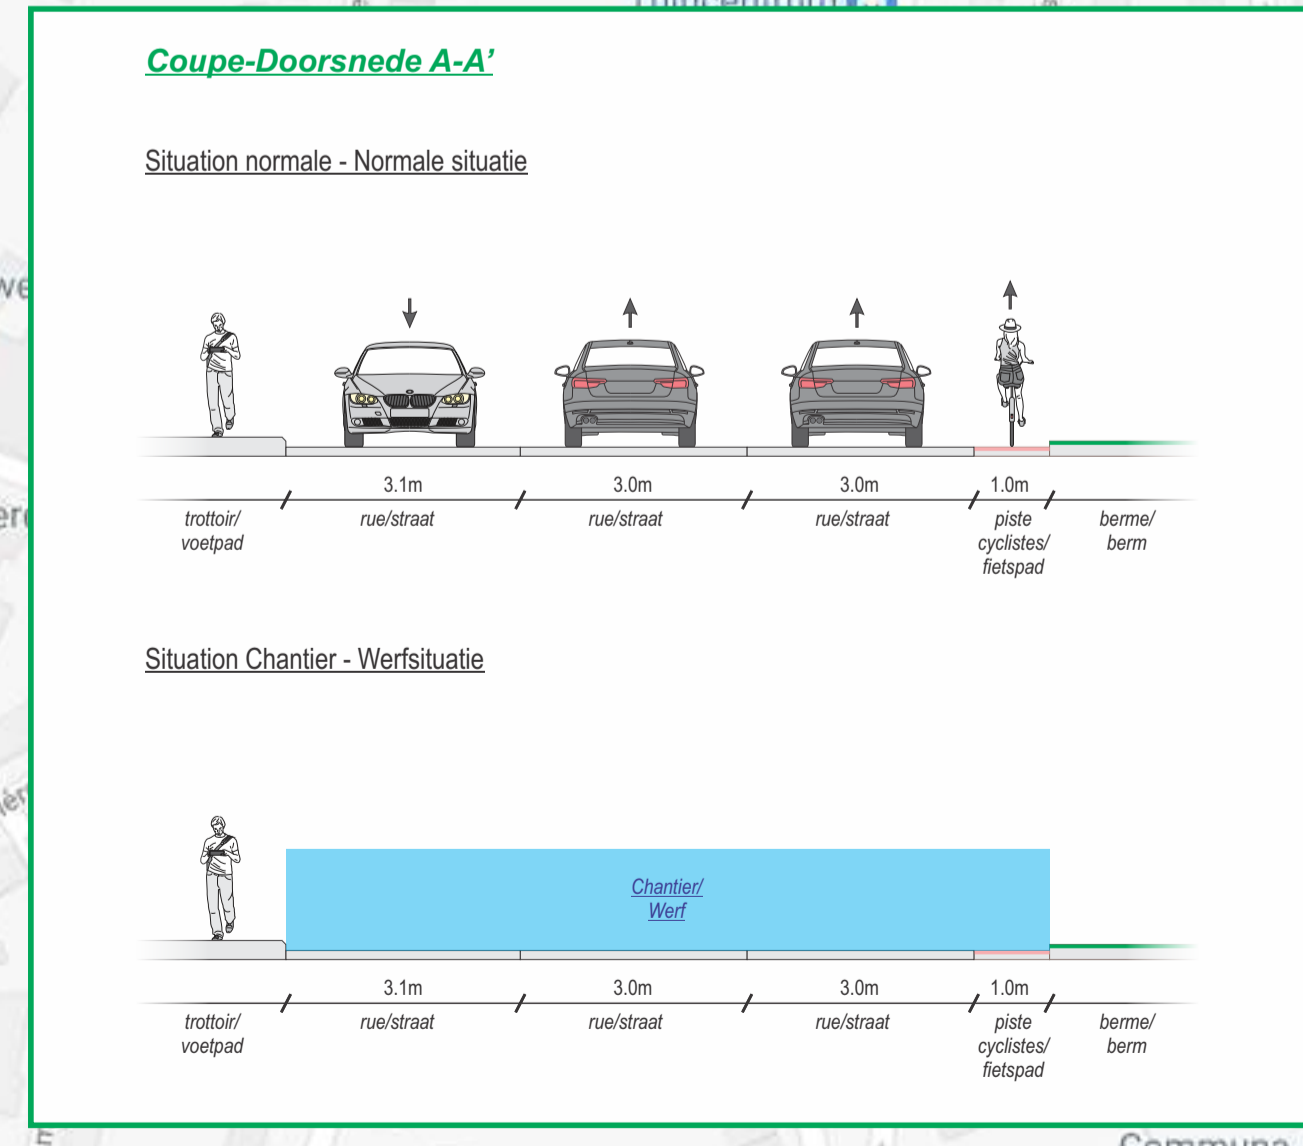 Coupe-Doorsnede A-A’
Situation normale - Normale situatie
3.1m 3.0m 3.0m 1.0m
trottoir/ rue/straat rue/straat rue/straat piste berme/
voetpad cyclistes/ berm
fietspad
Situation Chantier - Werfsituatie
Chantier/
Werf
3.1m 3.0m 3.0m 1.0m
trottoir/ rue/straat rue/straat rue/straat piste berme/
voetpad cyclistes/ berm
fietspad